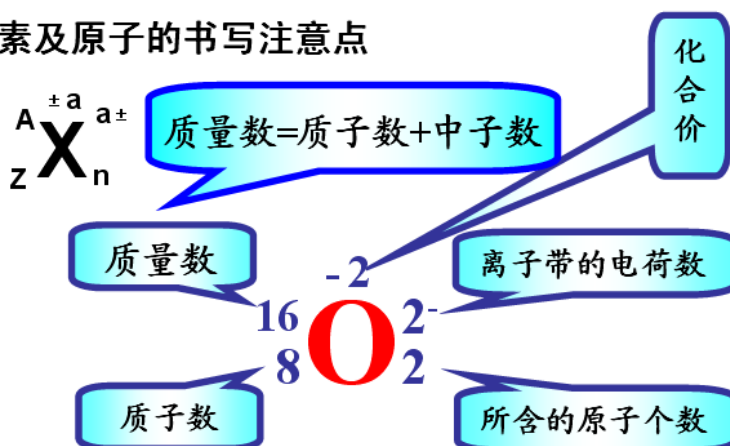 素及原子的书写注意点
A ±a X a± Z n
质量数=质子数+中子数
化合价
质量数
离子带的电荷数
-2
16 O 2-
8 2
质子数
所含的原子个数